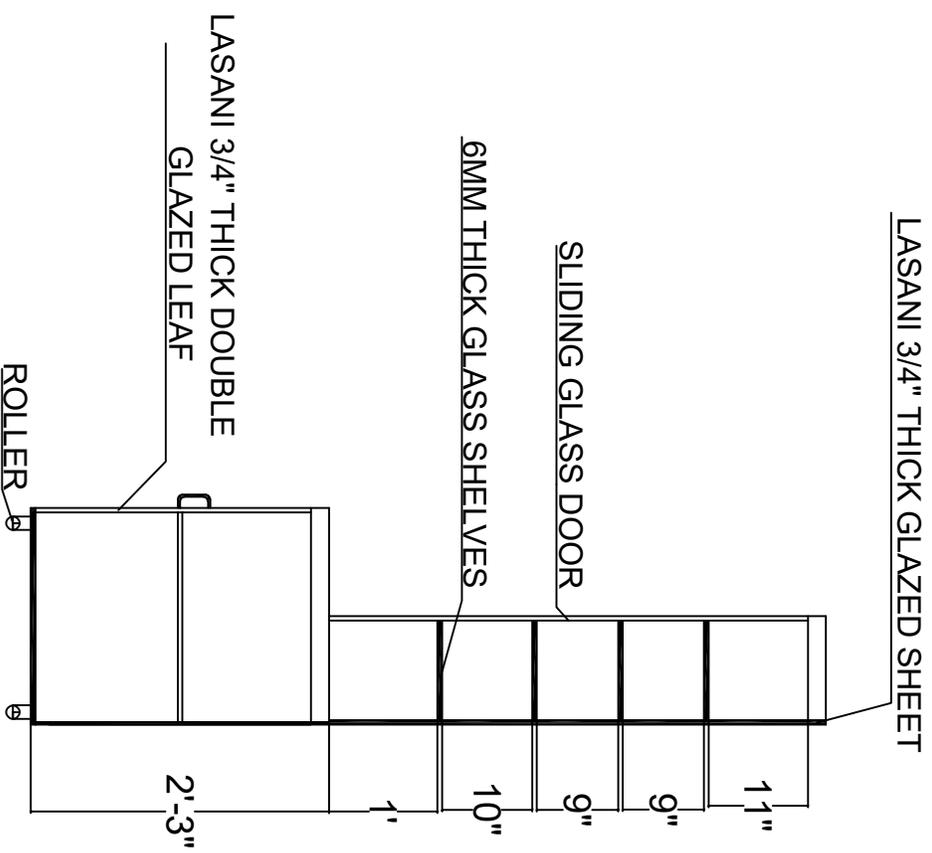 LASANI 3/4" THICK GLAZED SHEET
SLIDING GLASS DOOR
6MM THICK GLASS SHELVES
LASANI 3/4" THICK DOUBLE
GLAZED LEAF
ROLLER
11"
9"
9"
10"
1'
2'-3"